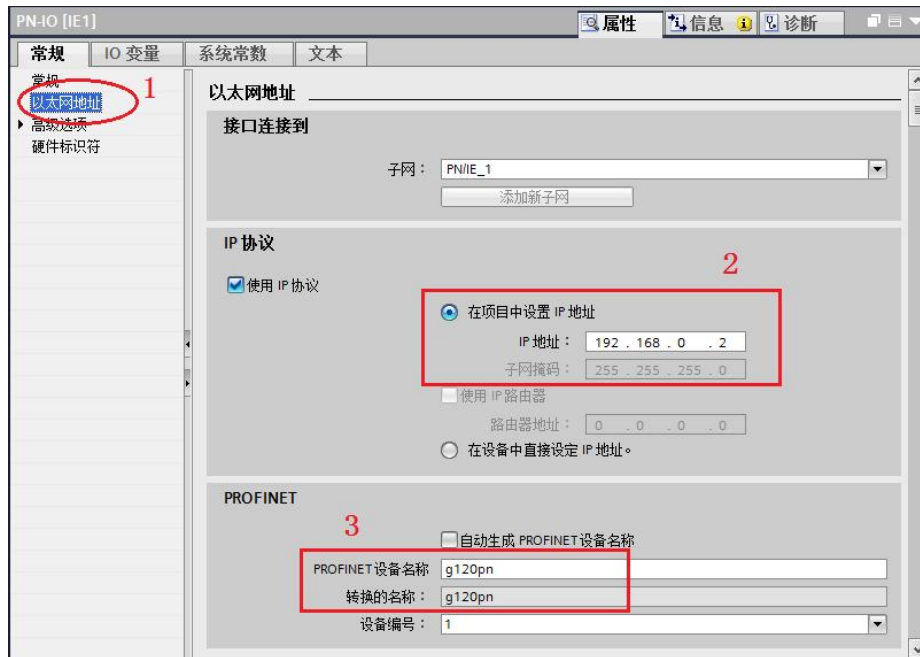 PN-IO [IE1]
属性 信息 诊断
常规 IO 变量 系统常数 文本
常规
以太网地址
高级选项
硬件标识符
1
以太网地址
接口连接到
子网： PN/IE_1
添加新子网
IP 协议
2
使用 IP 协议
在项目中设置 IP 地址
IP 地址： 192 . 168 . 0 . 2
子网掩码： 255 . 255 . 255 . 0
使用 IP 路由器
路由器地址： 0 . 0 . 0 . 0
在设备中直接设定 IP 地址。
PROFINET
3
自动生成 PROFINET 设备名称
PROFINET 设备名称 g120pn
转换的名称： g120pn
设备编号： 1